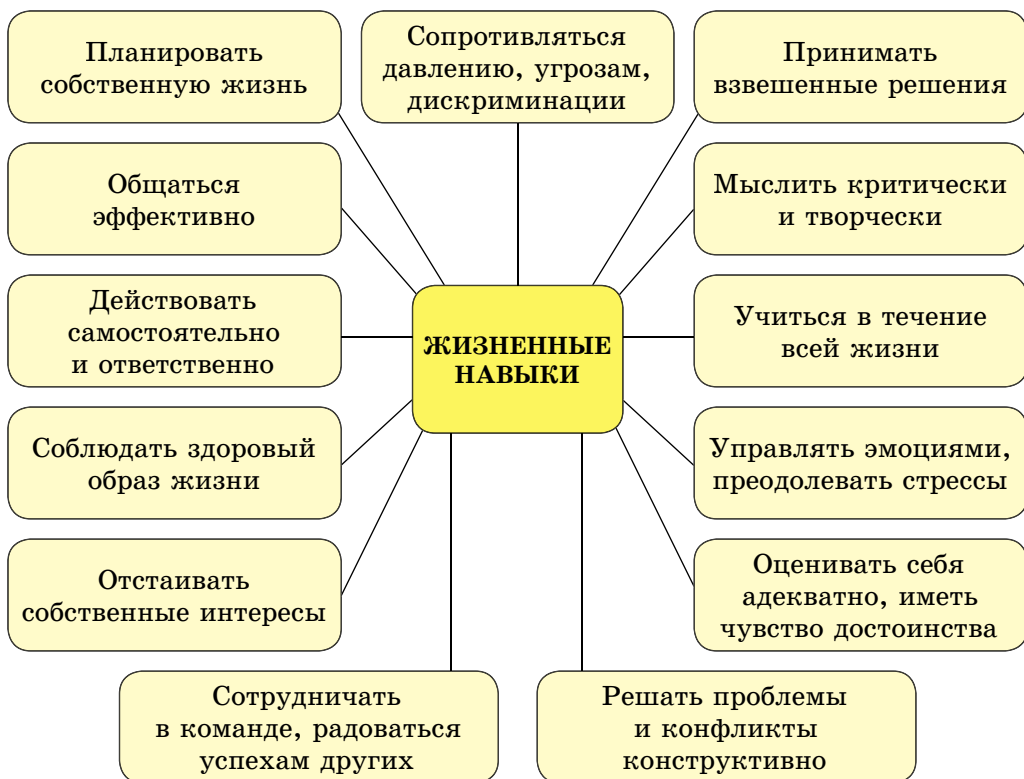 Планировать
собственную жизнь
Сопротивляться
давлению, угрозам,
дискриминации
Принимать
взвешенные решения
Общаться
эффективно
Мыслить критически
и творчески
Действовать
самостоятельно
и ответственно
ЖИЗНЕННЫЕ
НАВЫКИ
Учиться в течение
всей жизни
Соблюдать здоровый
образ жизни
Управлять эмоциями,
преодолевать стрессы
Отстаивать
собственные интересы
Оценивать себя
адекватно, иметь
чувство достоинства
Сотрудничать
в команде, радоваться
успехам других
Решать проблемы
и конфликты
конструктивно